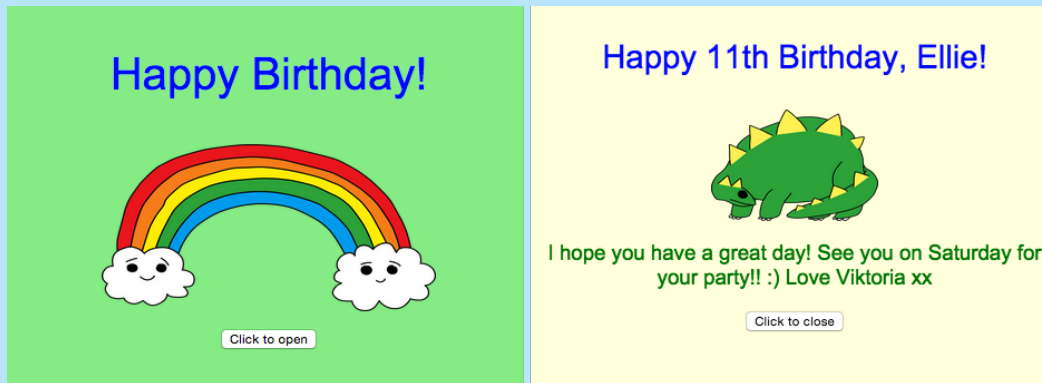 Happy Birthday!
Click to open
Happy 11th Birthday, Ellie!
I hope you have a great day! See you on Saturday for
your party!! :) Love Viktoria xx
Click to close